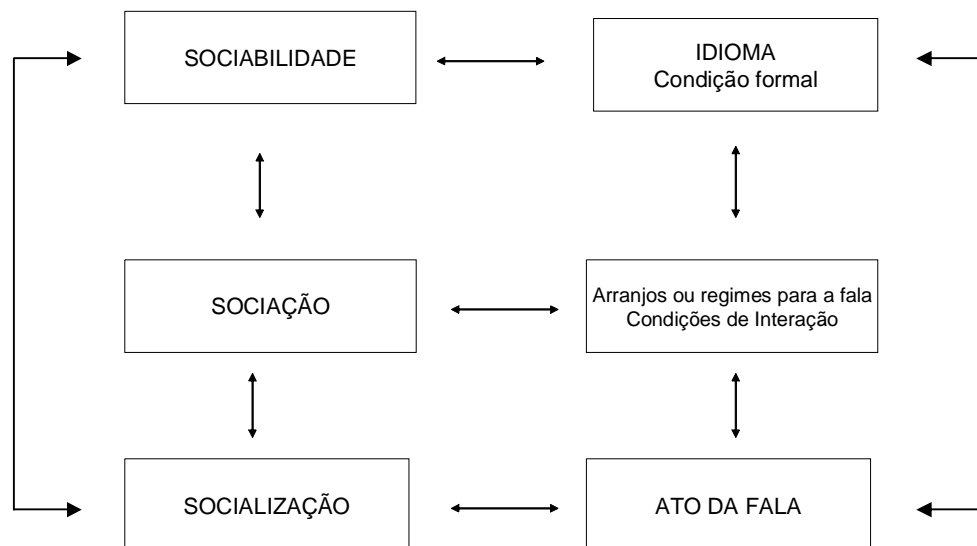 SOCIABILIDADE
IDIOMA
Condição formal
SOCIAÇÃO
Arranjos ou regimes para a fala
Condições de Interação
SOCIALIZAÇÃO
ATO DA FALA